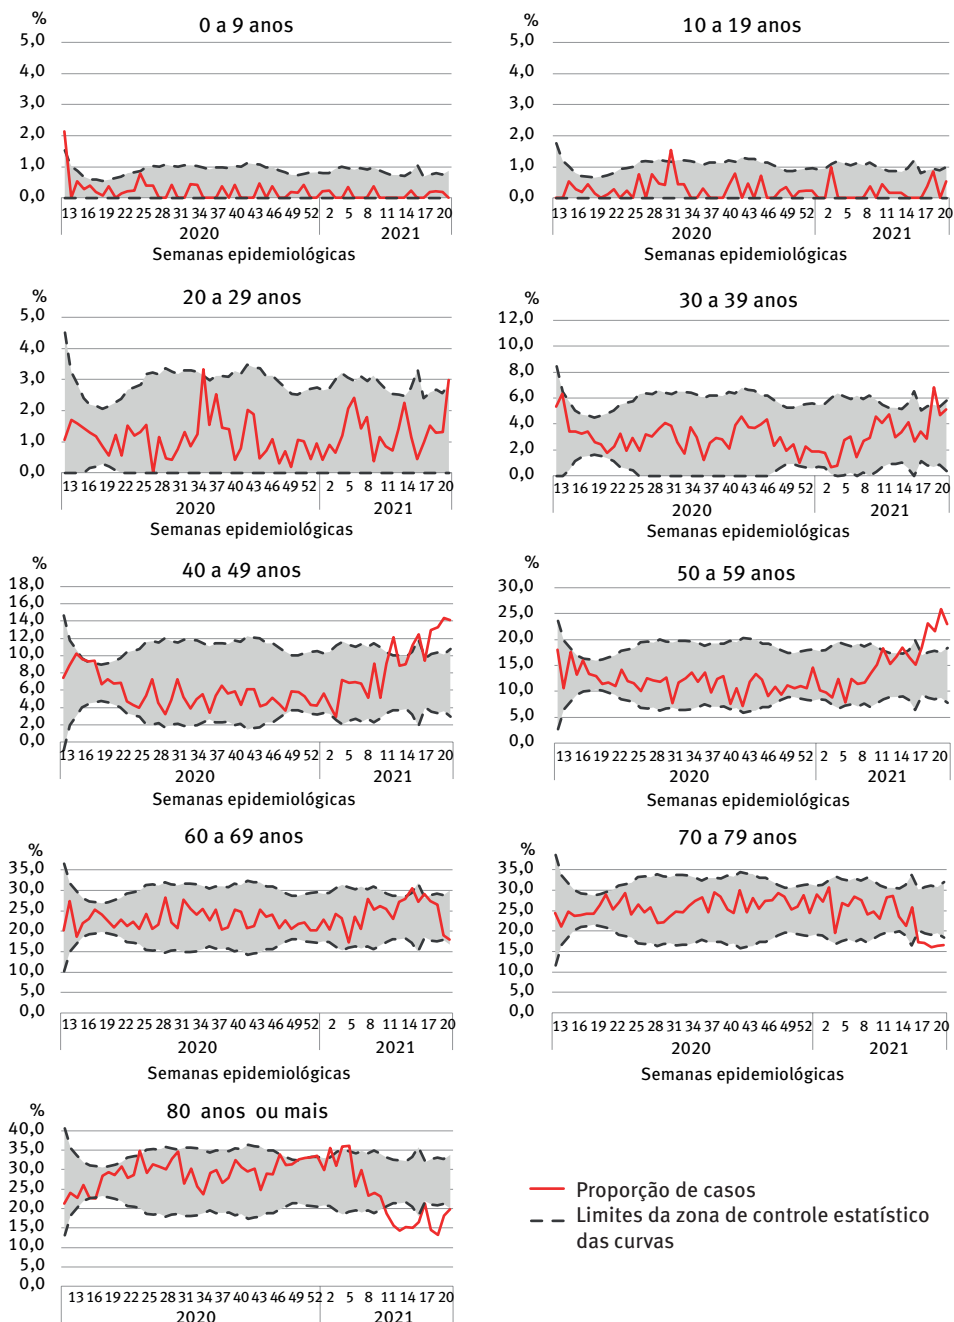 %
0 a 9 anos
5,0
4,0
3,0
2,0
1,0
0,0
13 16 19 22 25 28 31 34 37 40 43 46 49 52 2 5 8 11 14 17 20
2020 2021
Semanas epidemiológicas
%
10 a 19 anos
5,0
4,0
3,0
2,0
1,0
0,0
13 16 19 22 25 28 31 34 37 40 43 46 49 52 2 5 8 11 14 17 20
2020 2021
Semanas epidemiológicas
%
20 a 29 anos
5,0
4,0
3,0
2,0
1,0
0,0
13 16 19 22 25 28 31 34 37 40 43 46 49 52 2 5 8 11 14 17 20
2020 2021
Semanas epidemiológicas
%
30 a 39 anos
12,0
10,0
8,0
6,0
4,0
2,0
0,0
13 16 19 22 25 28 31 34 37 40 43 46 49 52 2 5 8 11 14 17 20
2020 2021
Semanas epidemiológicas
%
40 a 49 anos
18,0
16,0
14,0
12,0
10,0
8,0
6,0
4,0
2,0
0,0
13 16 19 22 25 28 31 34 37 40 43 46 49 52 2 5 8 11 14 17 20
2020 2021
Semanas epidemiológicas
%
50 a 59 anos
30,0
25,0
20,0
15,0
10,0
5,0
0,0
13 16 19 22 25 28 31 34 37 40 43 46 49 52 2 5 8 11 14 17 20
2020 2021
Semanas epidemiológicas
%
60 a 69 anos
35,0
30,0
25,0
20,0
15,0
10,0
5,0
0,0
13 16 19 22 25 28 31 34 37 40 43 46 49 52 2 5 8 11 14 17 20
2020 2021
Semanas epidemiológicas
%
70 a 79 anos
35,0
30,0
25,0
20,0
15,0
10,0
5,0
0,0
13 16 19 22 25 28 31 34 37 40 43 46 49 52 2 5 8 11 14 17 20
2020 2021
Semanas epidemiológicas
%
80 anos ou mais
40,0
35,0
30,0
25,0
20,0
15,0
10,0
5,0
0,0
13 16 19 22 25 28 31 34 37 40 43 46 49 52 2 5 8 11 14 17 20
2020 2021
Proporção de casos
Limites da zona de controle estatístico
das curvas